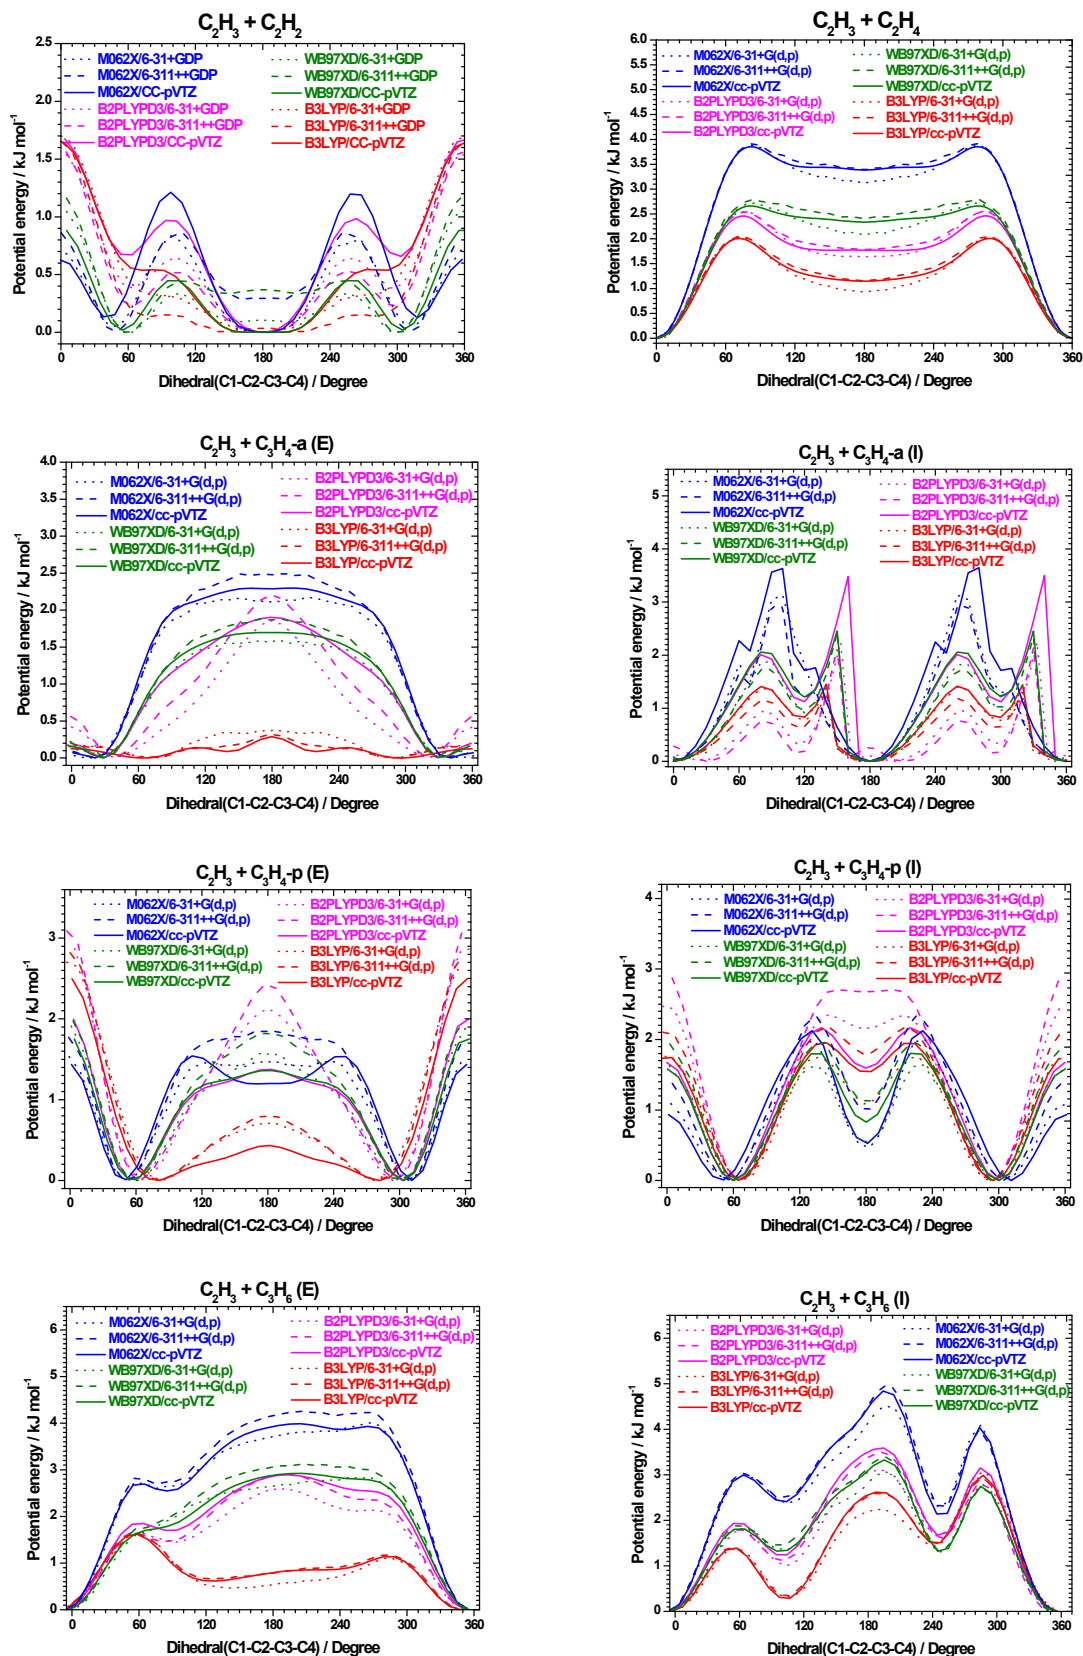 C2H3 + C2H2
2.5
2.0
1.5
1.0
0.5
0.0
M062X/6-31+GDP
M062X/6-311++GDP
M062X/CC-pVTZ
B2PLYPD3/6-31+GDP
B2PLYPD3/6-311++GDP
B2PLYPD3/CC-pVTZ
WB97XD/6-31+GDP
WB97XD/6-311++GDP
WB97XD/CC-pVTZ
B3LYP/6-31+GDP
B3LYP/6-311++GDP
B3LYP/CC-pVTZ
Potential energy / kJ mol-1
0 60 120 180 240 300 360
Dihedral(C1-C2-C3-C4) / Degree
C2H3 + C2H4
6.0
5.5
5.0
4.5
4.0
3.5
3.0
2.5
2.0
1.5
1.0
0.5
0.0
M062X/6-31+G(d,p)
M062X/6-311++G(d,p)
M062X/cc-pVTZ
B2PLYPD3/6-31+G(d,p)
B2PLYPD3/6-311++G(d,p)
B2PLYPD3/cc-pVTZ
WB97XD/6-31+G(d,p)
WB97XD/6-311++G(d,p)
WB97XD/cc-pVTZ
B3LYP/6-31+G(d,p)
B3LYP/6-311++G(d,p)
B3LYP/cc-pVTZ
Potential energy / kJ mol-1
0 60 120 180 240 300 360
Dihedral(C1-C2-C3-C4) / Degree
C2H3 + C3H4-a (E)
4.0
3.5
3.0
2.5
2.0
1.5
1.0
0.5
0.0
M062X/6-31+G(d,p)
M062X/6-311++G(d,p)
M062X/cc-pVTZ
WB97XD/6-31+G(d,p)
WB97XD/6-311++G(d,p)
WB97XD/cc-pVTZ
B2PLYPD3/6-31+G(d,p)
B2PLYPD3/6-311++G(d,p)
B2PLYPD3/cc-pVTZ
B3LYP/6-31+G(d,p)
B3LYP/6-311++G(d,p)
B3LYP/cc-pVTZ
Potential energy / kJ mol-1
0 60 120 180 240 300 360
Dihedral(C1-C2-C3-C4) / Degree
C2H3 + C3H4-a (I)
5
4
3
2
1
0
M062X/6-31+G(d,p)
M062X/6-311++G(d,p)
M062X/cc-pVTZ
WB97XD/6-31+G(d,p)
WB97XD/6-311++G(d,p)
WB97XD/cc-pVTZ
B2PLYPD3/6-31+G(d,p)
B2PLYPD3/6-311++G(d,p)
B2PLYPD3/cc-pVTZ
B3LYP/6-31+G(d,p)
B3LYP/6-311++G(d,p)
B3LYP/cc-pVTZ
Potential energy / kJ mol-1
0 60 120 180 240 300 360
Dihedral(C1-C2-C3-C4) / Degree
C2H3 + C3H4-p (E)
3
2
1
0
M062X/6-31+G(d,p)
M062X/6-311++G(d,p)
M062X/cc-pVTZ
WB97XD/6-31+G(d,p)
WB97XD/6-311++G(d,p)
WB97XD/cc-pVTZ
B2PLYPD3/6-31+G(d,p)
B2PLYPD3/6-311++G(d,p)
B2PLYPD3/cc-pVTZ
B3LYP/6-31+G(d,p)
B3LYP/6-311++G(d,p)
B3LYP/cc-pVTZ
Potential energy / kJ mol-1
0 60 120 180 240 300 360
Dihedral(C1-C2-C3-C4) / Degree
C2H3 + C3H4-p (I)
4
3
2
1
0
M062X/6-31+G(d,p)
M062X/6-311++G(d,p)
M062X/cc-pVTZ
WB97XD/6-31+G(d,p)
WB97XD/6-311++G(d,p)
WB97XD/cc-pVTZ
B2PLYPD3/6-31+G(d,p)
B2PLYPD3/6-311++G(d,p)
B2PLYPD3/cc-pVTZ
B3LYP/6-31+G(d,p)
B3LYP/6-311++G(d,p)
B3LYP/cc-pVTZ
Potential energy / kJ mol-1
0 60 120 180 240 300 360
Dihedral(C1-C2-C3-C4) / Degree
C2H3 + C3H6 (E)
6
5
4
3
2
1
0
M062X/6-31+G(d,p)
M062X/6-311++G(d,p)
M062X/cc-pVTZ
WB97XD/6-31+G(d,p)
WB97XD/6-311++G(d,p)
WB97XD/cc-pVTZ
B2PLYPD3/6-31+G(d,p)
B2PLYPD3/6-311++G(d,p)
B2PLYPD3/cc-pVTZ
B3LYP/6-31+G(d,p)
B3LYP/6-311++G(d,p)
B3LYP/cc-pVTZ
Potential energy / kJ mol-1
0 60 120 180 240 300 360
Dihedral(C1-C2-C3-C4) / Degree
C2H3 + C3H6 (I)
6
5
4
3
2
1
0
B2PLYPD3/6-31+G(d,p)
B2PLYPD3/6-311++G(d,p)
B2PLYPD3/cc-pVTZ
B3LYP/6-31+G(d,p)
B3LYP/6-311++G(d,p)
B3LYP/cc-pVTZ
M062X/6-31+G(d,p)
M062X/6-311++G(d,p)
M062X/cc-pVTZ
WB97XD/6-31+G(d,p)
WB97XD/6-311++G(d,p)
WB97XD/cc-pVTZ
Potential energy / kJ mol-1
0 60 120 180 240 300 360
Dihedral(C1-C2-C3-C4) / Degree